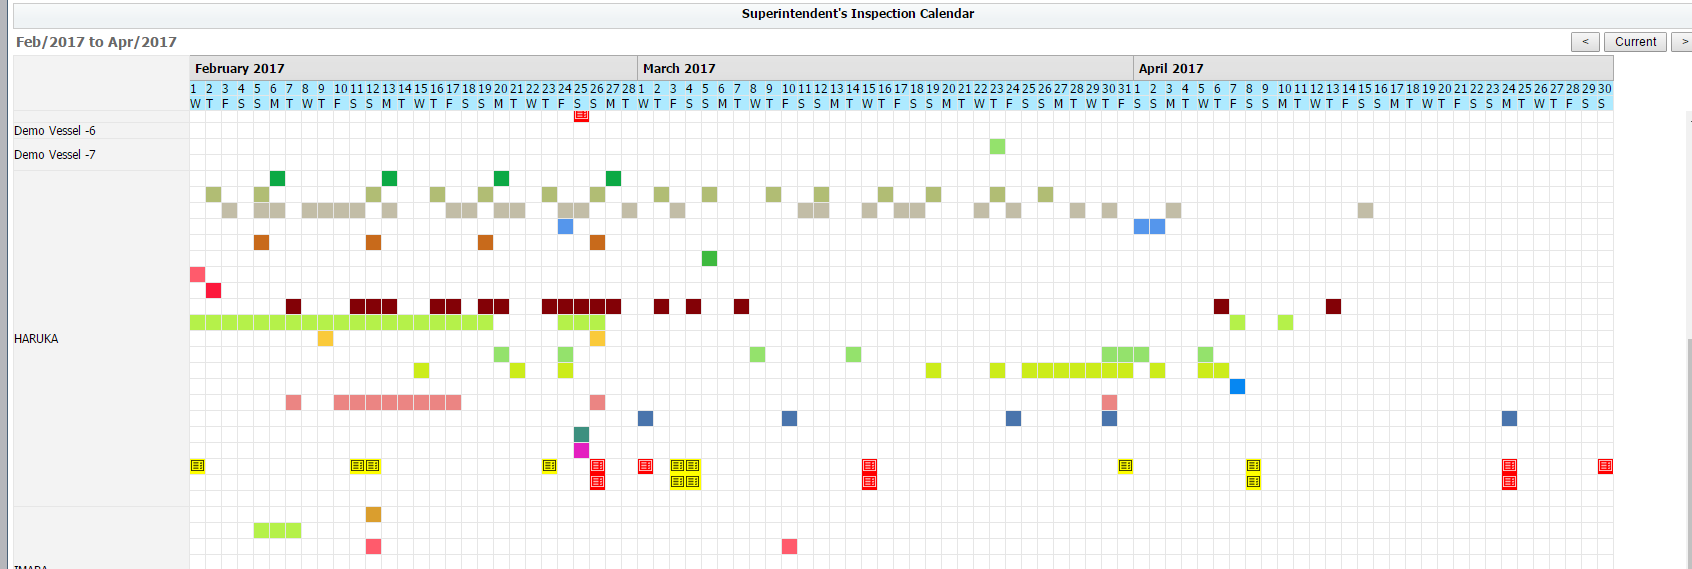 Superintendent's Inspection Calendar
Feb/2017 to Apr/2017
< Current >
February 2017 March 2017 April 2017
1 2 3 4 5 6 7 8 9 10 11 12 13 14 15 16 17 18 19 20 21 22 23 24 25 26 27 28 1 2 3 4 5 6 7 8 9 10 11 12 13 14 15 16 17 18 19 20 21 22 23 24 25 26 27 28 29 30 31 1 2 3 4 5 6 7 8 9 10 11 12 13 14 15 16 17 18 19 20 21 22 23 24 25 26 27 28 29 30
W T F S S M T W T F S S M T W T F S S M T W T F S S M T W T F S S M T W T F S S M T W T F S S M T W T F S S M T W T F S S M T W T F S S M T W T F S S M T W T F S S M T W T F S S
Demo Vessel -6
Demo Vessel -7
HARUKA